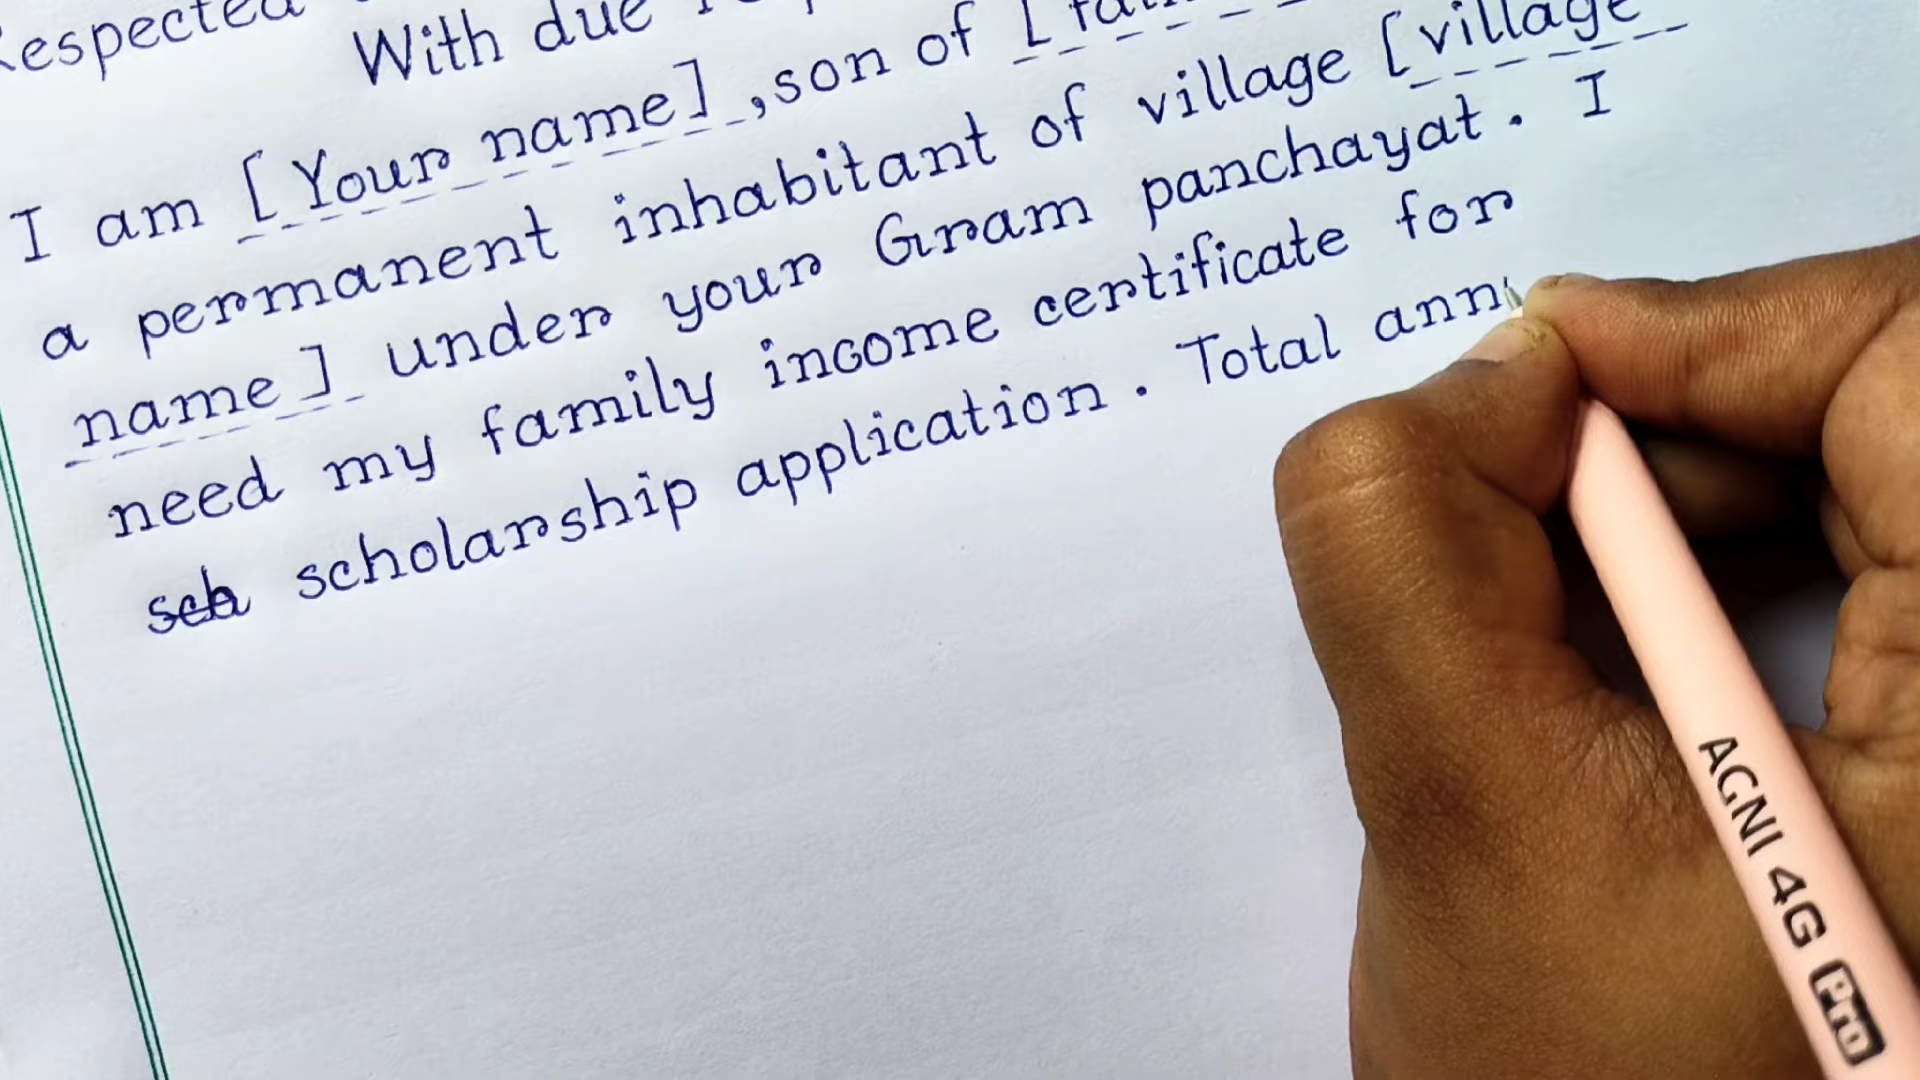 Respected
With due
I am [Your name], son of [
a permanent inhabitant of village [village
name] under your Gram panchayat. I
need my family income certificate for
scholarship application. Total ann
AGNI 4G Pro